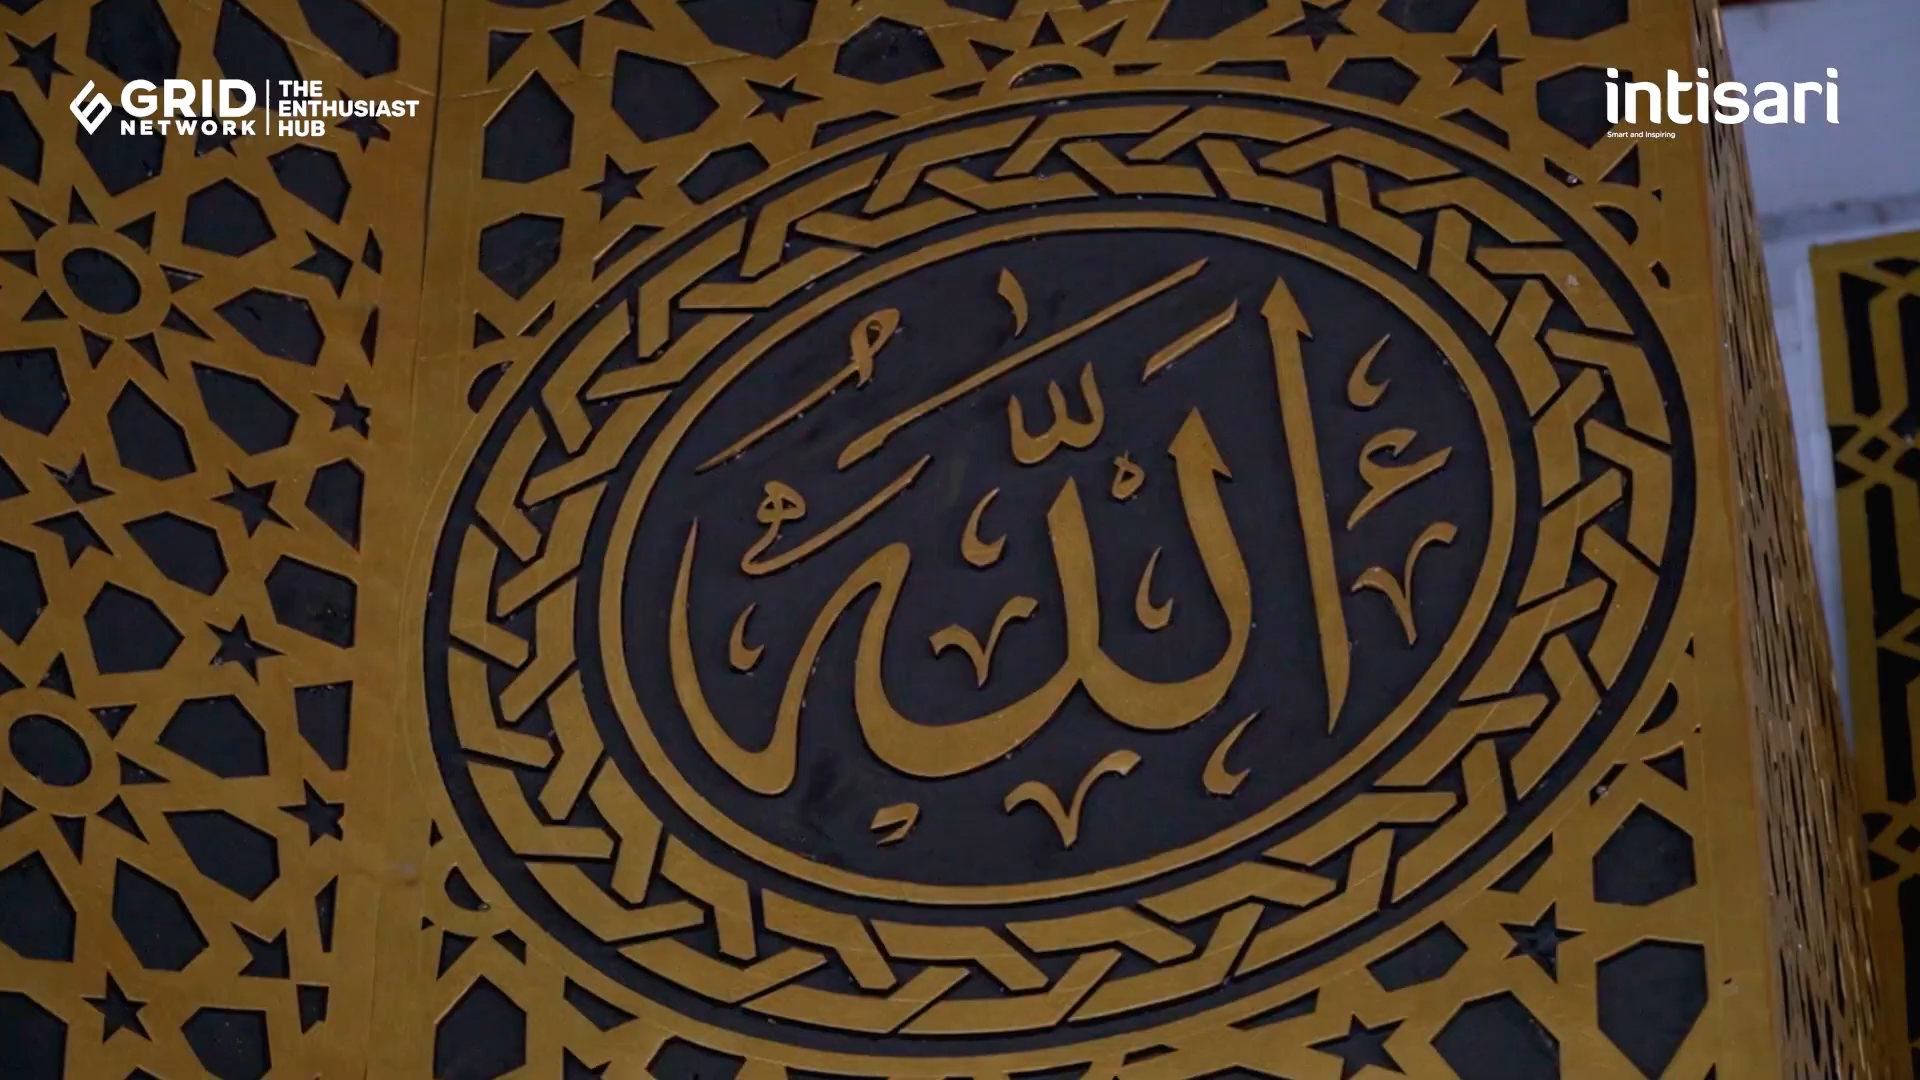 GRID NETWORK
THE ENTHUSIAST HUB
intisari
Smart and Inspiring
الله